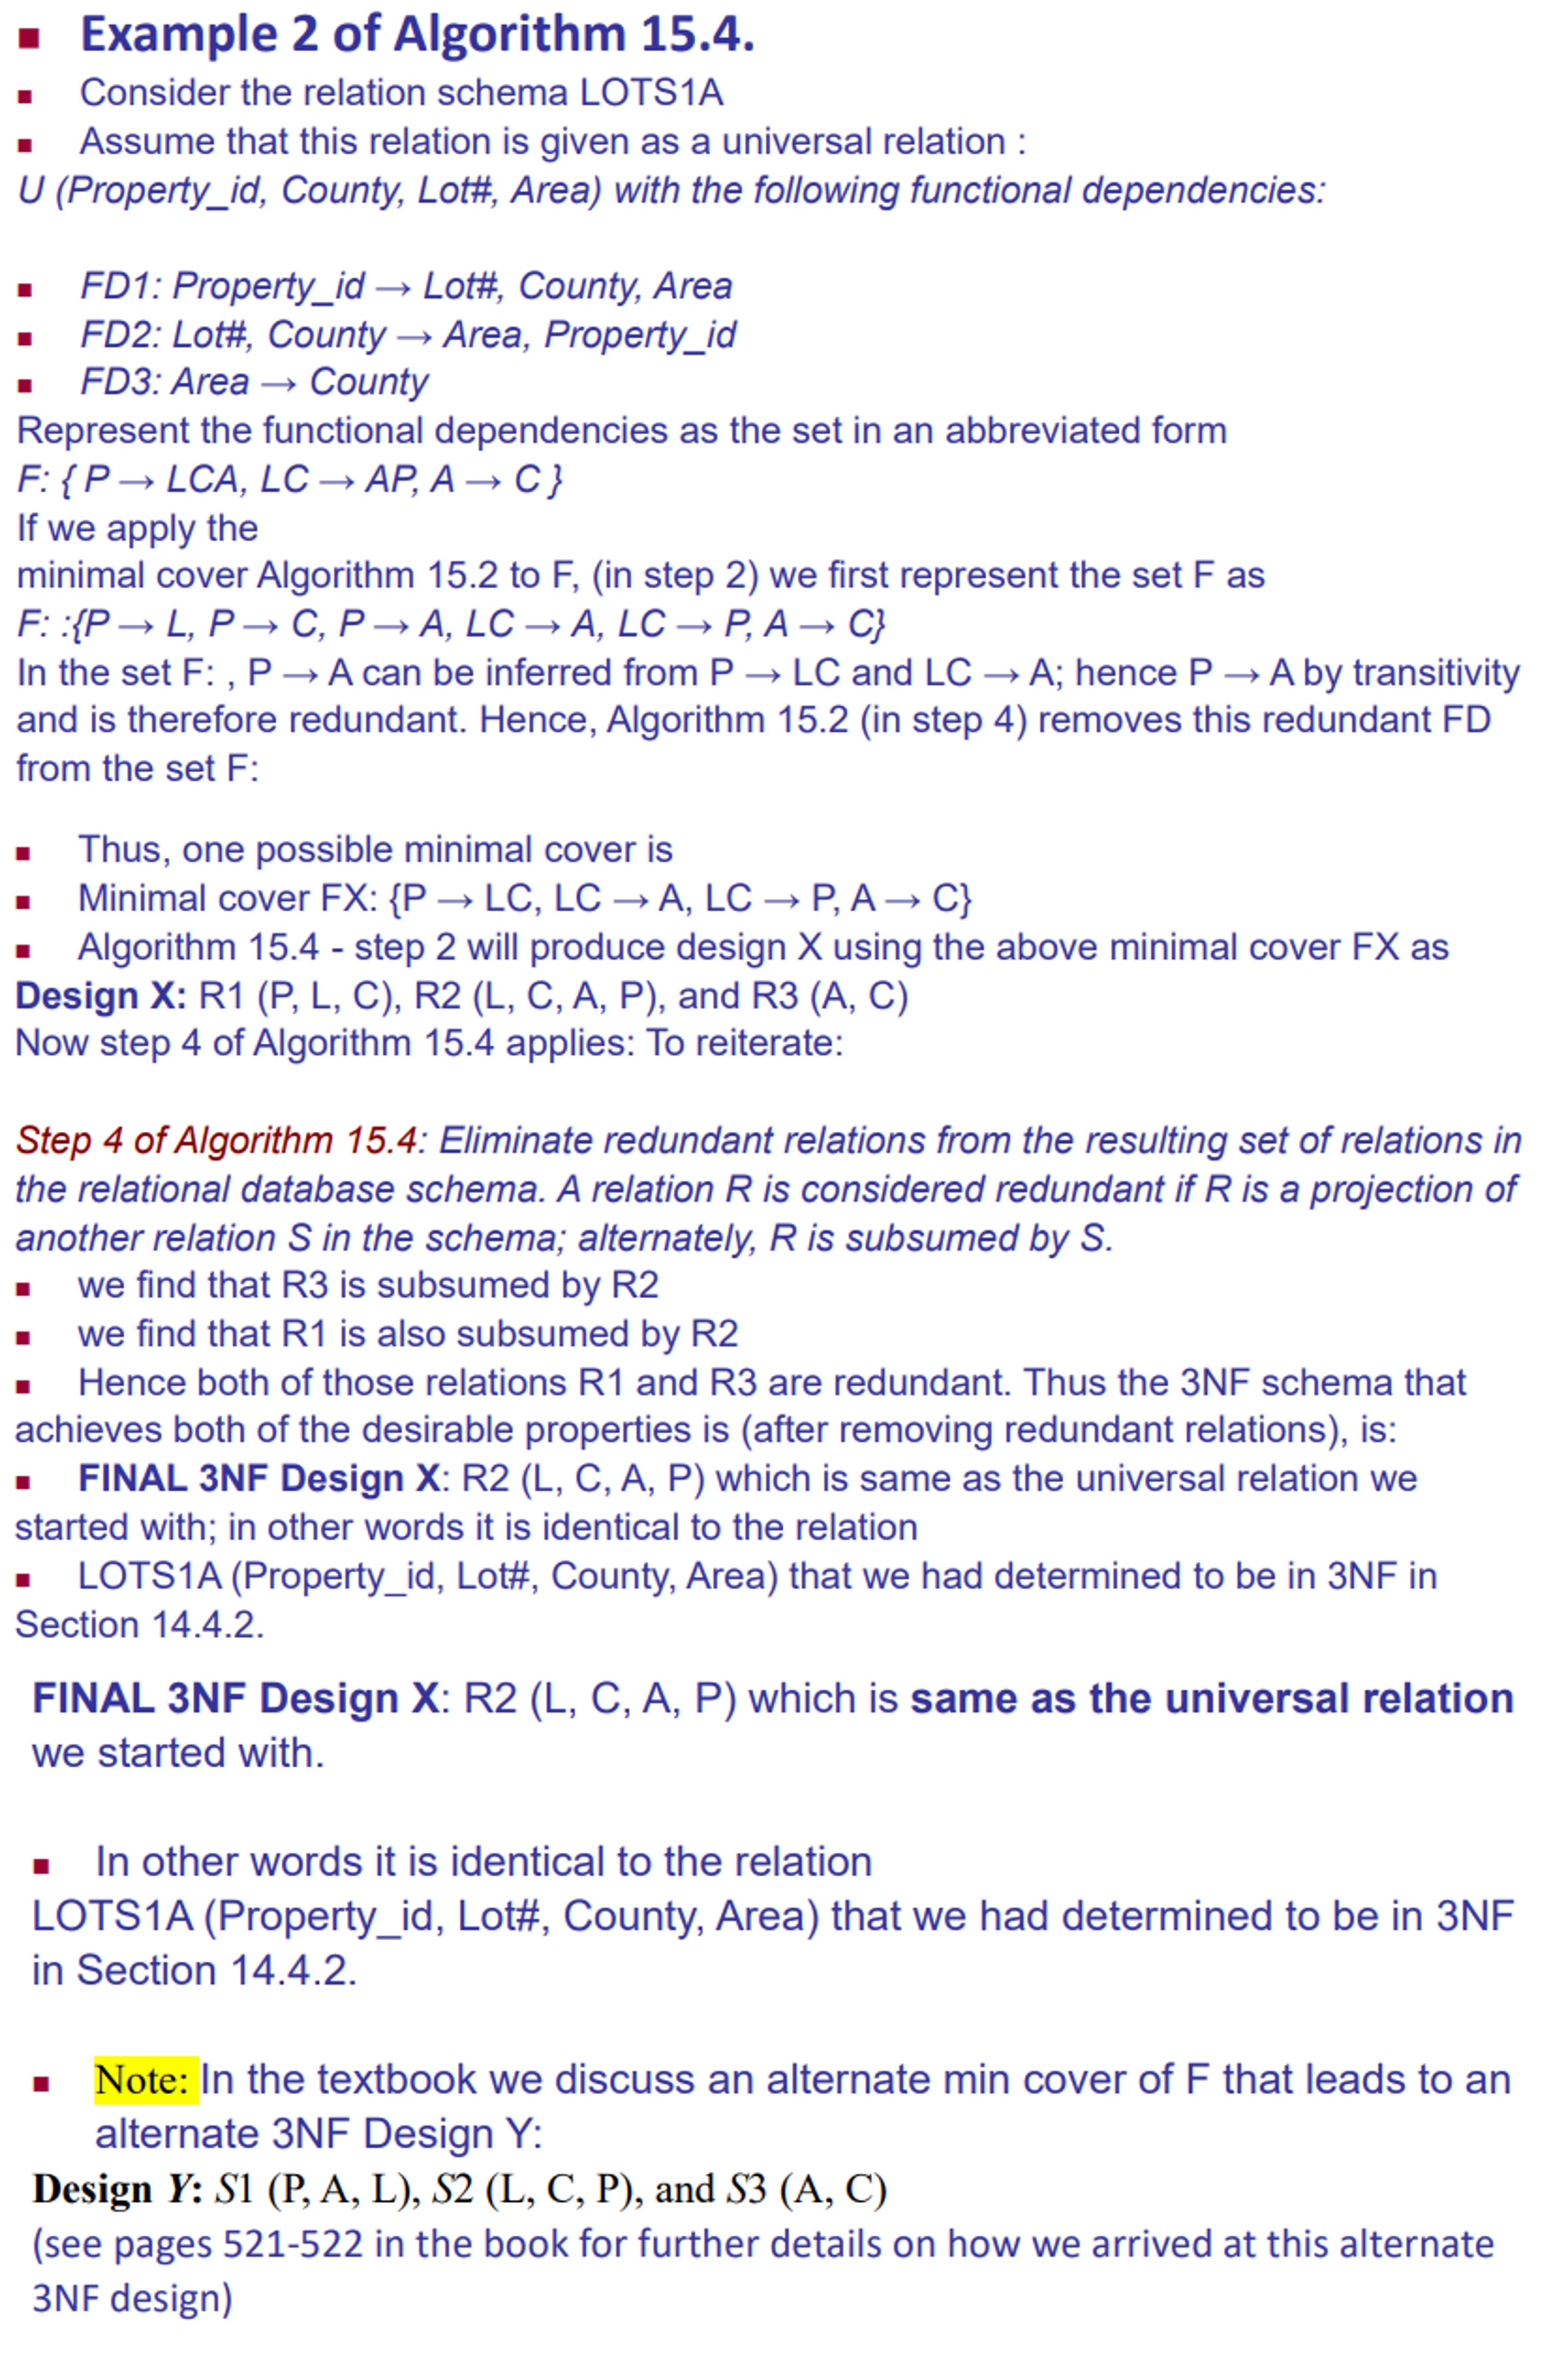 ▪ Example 2 of Algorithm 15.4.
▪ Consider the relation schema LOTS1A
▪ Assume that this relation is given as a universal relation :
U (Property_id, County, Lot#, Area) with the following functional dependencies:
▪ FD1: Property_id → Lot#, County, Area
▪ FD2: Lot#, County → Area, Property_id
▪ FD3: Area → County
Represent the functional dependencies as the set in an abbreviated form
F: { P → LCA, LC → AP, A → C }
If we apply the
minimal cover Algorithm 15.2 to F, (in step 2) we first represent the set F as
F: :{P → L, P → C, P → A, LC → A, LC → P, A → C}
In the set F: , P → A can be inferred from P → LC and LC → A; hence P → A by transitivity
and is therefore redundant. Hence, Algorithm 15.2 (in step 4) removes this redundant FD
from the set F:
▪ Thus, one possible minimal cover is
▪ Minimal cover FX: {P → LC, LC → A, LC → P, A → C}
▪ Algorithm 15.4 - step 2 will produce design X using the above minimal cover FX as
Design X: R1 (P, L, C), R2 (L, C, A, P), and R3 (A, C)
Now step 4 of Algorithm 15.4 applies: To reiterate:
Step 4 of Algorithm 15.4: Eliminate redundant relations from the resulting set of relations in
the relational database schema. A relation R is considered redundant if R is a projection of
another relation S in the schema; alternately, R is subsumed by S.
▪ we find that R3 is subsumed by R2
▪ we find that R1 is also subsumed by R2
▪ Hence both of those relations R1 and R3 are redundant. Thus the 3NF schema that
achieves both of the desirable properties is (after removing redundant relations), is:
▪ FINAL 3NF Design X: R2 (L, C, A, P) which is same as the universal relation we
started with; in other words it is identical to the relation
▪ LOTS1A (Property_id, Lot#, County, Area) that we had determined to be in 3NF in
Section 14.4.2.
FINAL 3NF Design X: R2 (L, C, A, P) which is same as the universal relation
we started with.
▪ In other words it is identical to the relation
LOTS1A (Property_id, Lot#, County, Area) that we had determined to be in 3NF
in Section 14.4.2.
▪ Note: In the textbook we discuss an alternate min cover of F that leads to an
alternate 3NF Design Y:
Design Y: S1 (P, A, L), S2 (L, C, P), and S3 (A, C)
(see pages 521-522 in the book for further details on how we arrived at this alternate
3NF design)